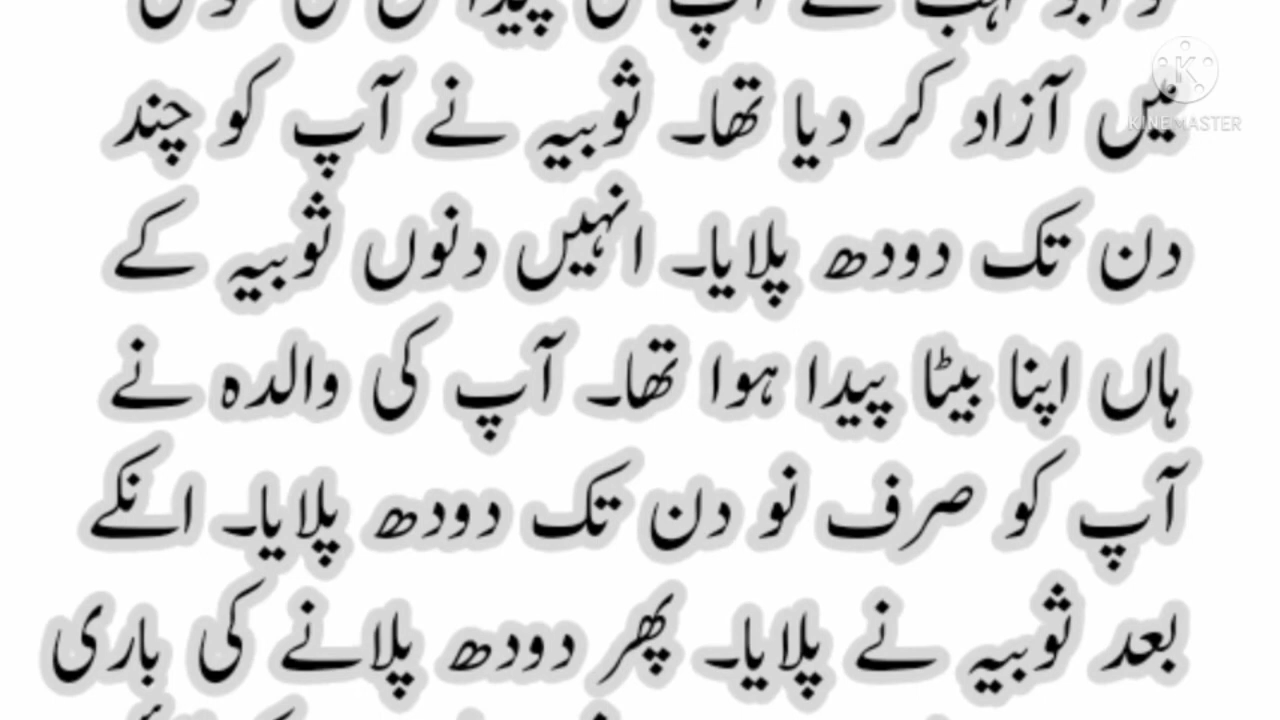 میں آزاد کر دیا تھا۔ ثوبیہ نے آپ کو چند
دن تک دودھ پلایا۔ انہیں دنوں ثوبیہ کے
ہاں اپنا بیٹا پیدا ہوا تھا۔ آپ کی والدہ نے
آپ کو صرف نو دن تک دودھ پلایا۔ انکے
بعد ثوبیہ نے پلایا۔ پھر دودھ پلانے کی باری
KINEMASTER